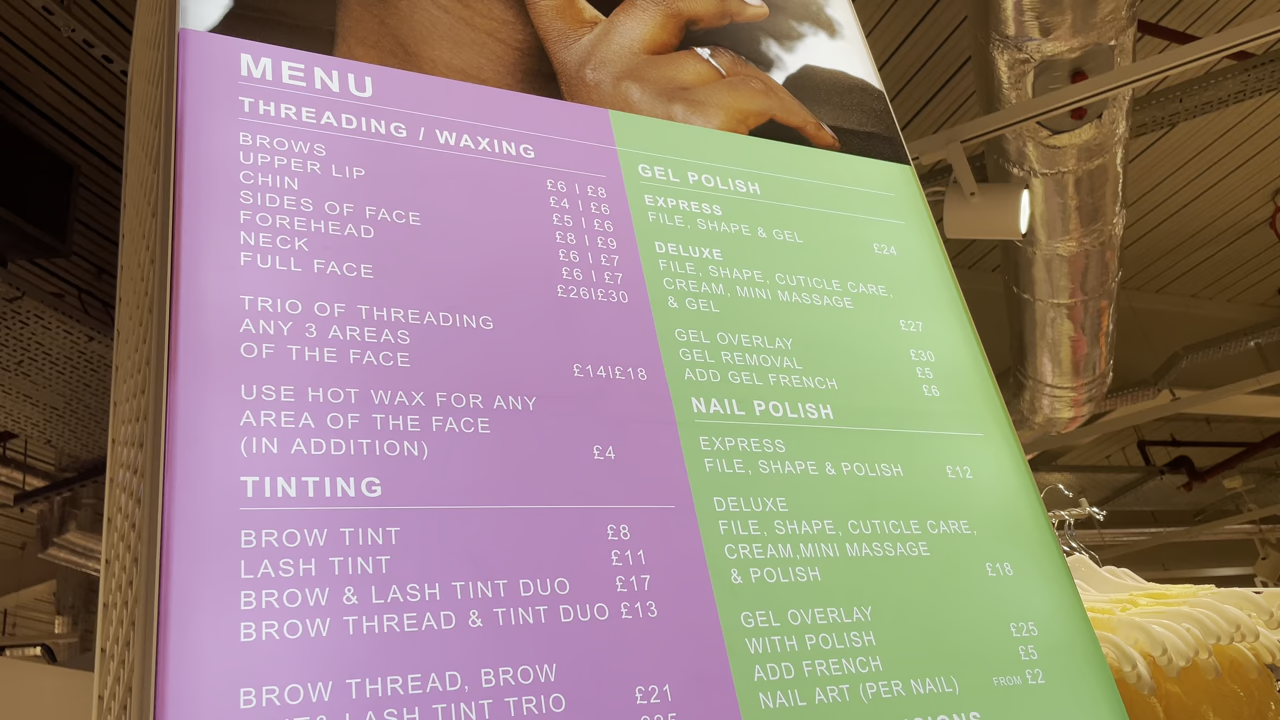 MENU
THREADING / WAXING
BROWS £6 | £8
UPPER LIP £4 | £6
CHIN £5 | £6
SIDES OF FACE £8 | £9
FOREHEAD £6 | £7
NECK £6 | £7
FULL FACE £26|£30
TRIO OF THREADING
ANY 3 AREAS
OF THE FACE £14|£18
USE HOT WAX FOR ANY
AREA OF THE FACE
(IN ADDITION) £4
TINTING
BROW TINT £8
LASH TINT £11
BROW & LASH TINT DUO £17
BROW THREAD & TINT DUO £13
BROW THREAD, BROW
& LASH TINT TRIO £21
GEL POLISH
EXPRESS
FILE, SHAPE & GEL £24
DELUXE
FILE, SHAPE, CUTICLE CARE,
CREAM, MINI MASSAGE
& GEL £27
GEL OVERLAY £30
GEL REMOVAL £5
ADD GEL FRENCH £6
NAIL POLISH
EXPRESS
FILE, SHAPE & POLISH £12
DELUXE
FILE, SHAPE, CUTICLE CARE,
CREAM,MINI MASSAGE
& POLISH £18
GEL OVERLAY
WITH POLISH £25
ADD FRENCH £5
NAIL ART (PER NAIL) FROM £2